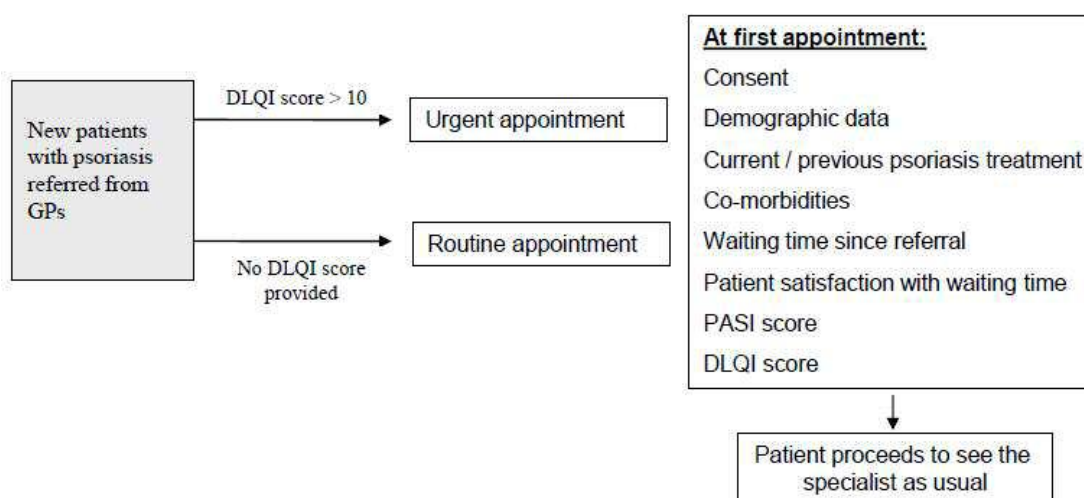 New patients
with psoriasis
referred from
GPs
DLQI score > 10
Urgent appointment
No DLQI score
provided
Routine appointment
At first appointment:
Consent
Demographic data
Current / previous psoriasis treatment
Co-morbidities
Waiting time since referral
Patient satisfaction with waiting time
PASI score
DLQI score
Patient proceeds to see the
specialist as usual